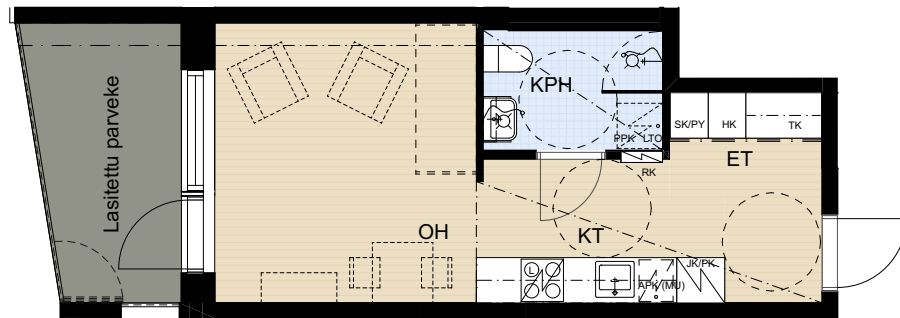 Lasitettu parveke
OH
KPH
PPK LTO
SK/PY HK TK
ET
RK
KT
L
JK/PK
APK (MU)